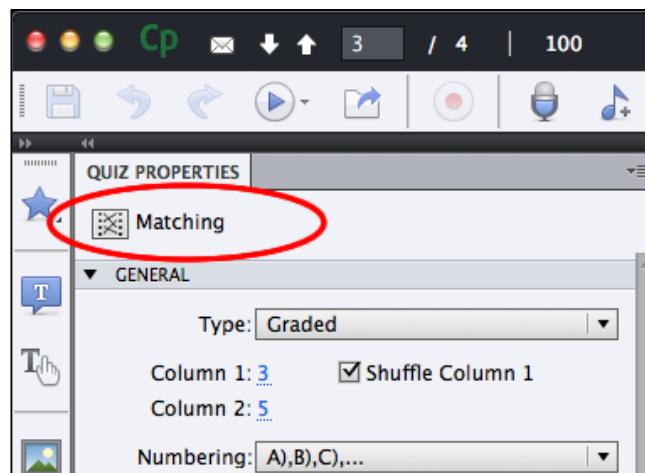 Cp 3 / 4 | 100
QUIZ PROPERTIES
Matching
GENERAL
T
Type: Graded
T
Column 1: 3 Shuffle Column 1
Column 2: 5
Numbering: A),B),C),...